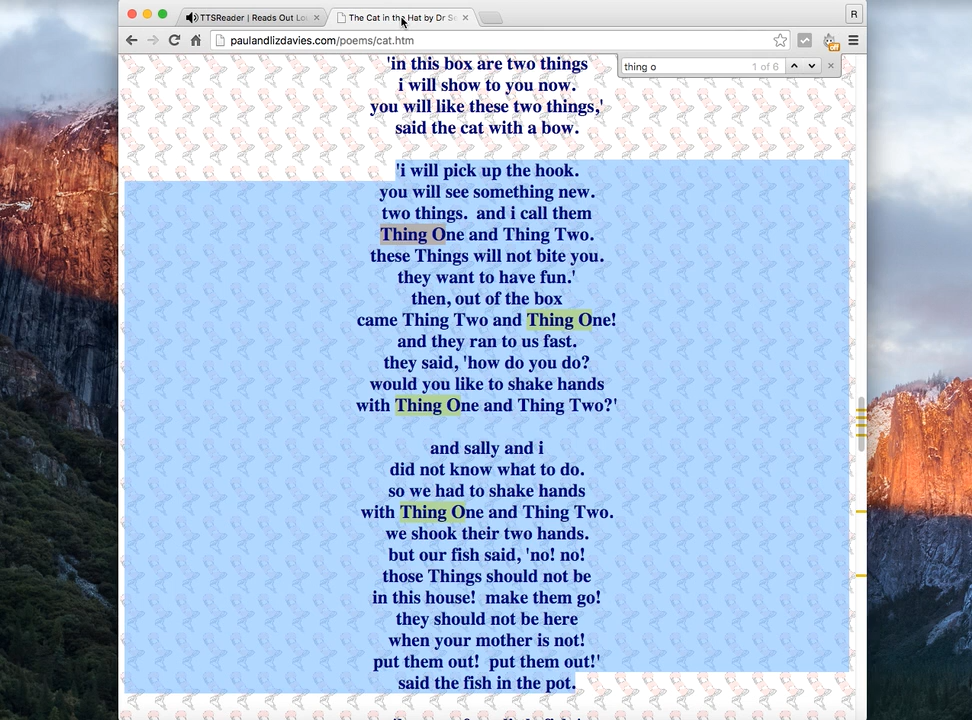 TTSReader | Reads Out Lo
The Cat in the Hat by Dr Se
R
paulandlizdavies.com/poems/cat.htm
off
thing o 1 of 6
'in this box are two things
i will show to you now.
you will like these two things,'
said the cat with a bow.
'i will pick up the hook.
you will see something new.
two things. and i call them
Thing One and Thing Two.
these Things will not bite you.
they want to have fun.'
then, out of the box
came Thing Two and Thing One!
and they ran to us fast.
they said, 'how do you do?
would you like to shake hands
with Thing One and Thing Two?'
and sally and i
did not know what to do.
so we had to shake hands
with Thing One and Thing Two.
we shook their two hands.
but our fish said, 'no! no!
those Things should not be
in this house! make them go!
they should not be here
when your mother is not!
put them out! put them out!'
said the fish in the pot.